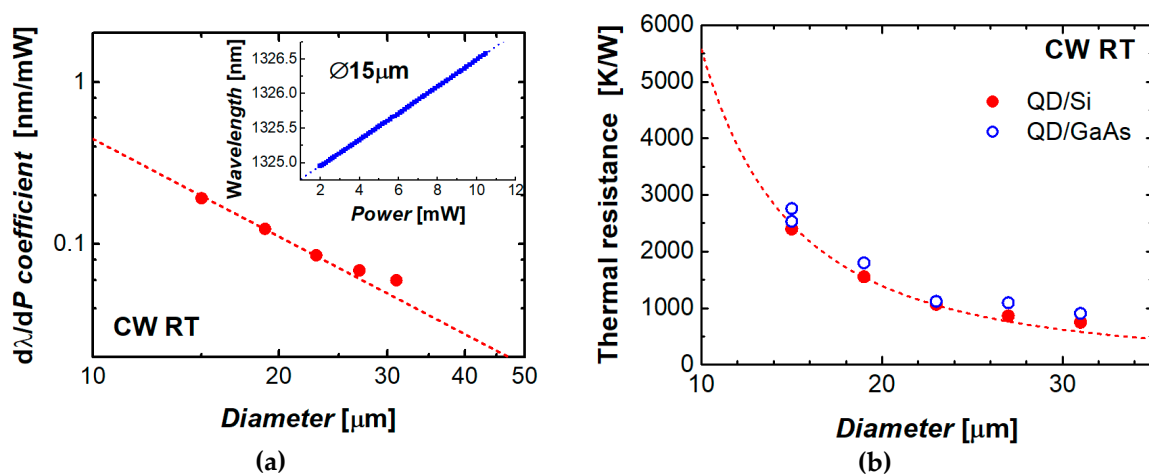 dλ/dP coefficient [nm/mW]
1
0.1
10
20
30
40
50
Diameter [μm]
CW RT
Wavelength [nm]
1326.5
1326.0
1325.5
1325.0
2
4
6
8
10
12
Power [mW]
∅15μm
(a)
Thermal resistance [K/W]
6000
5000
4000
3000
2000
1000
0
10
20
30
Diameter [μm]
CW RT
QD/Si
QD/GaAs
(b)